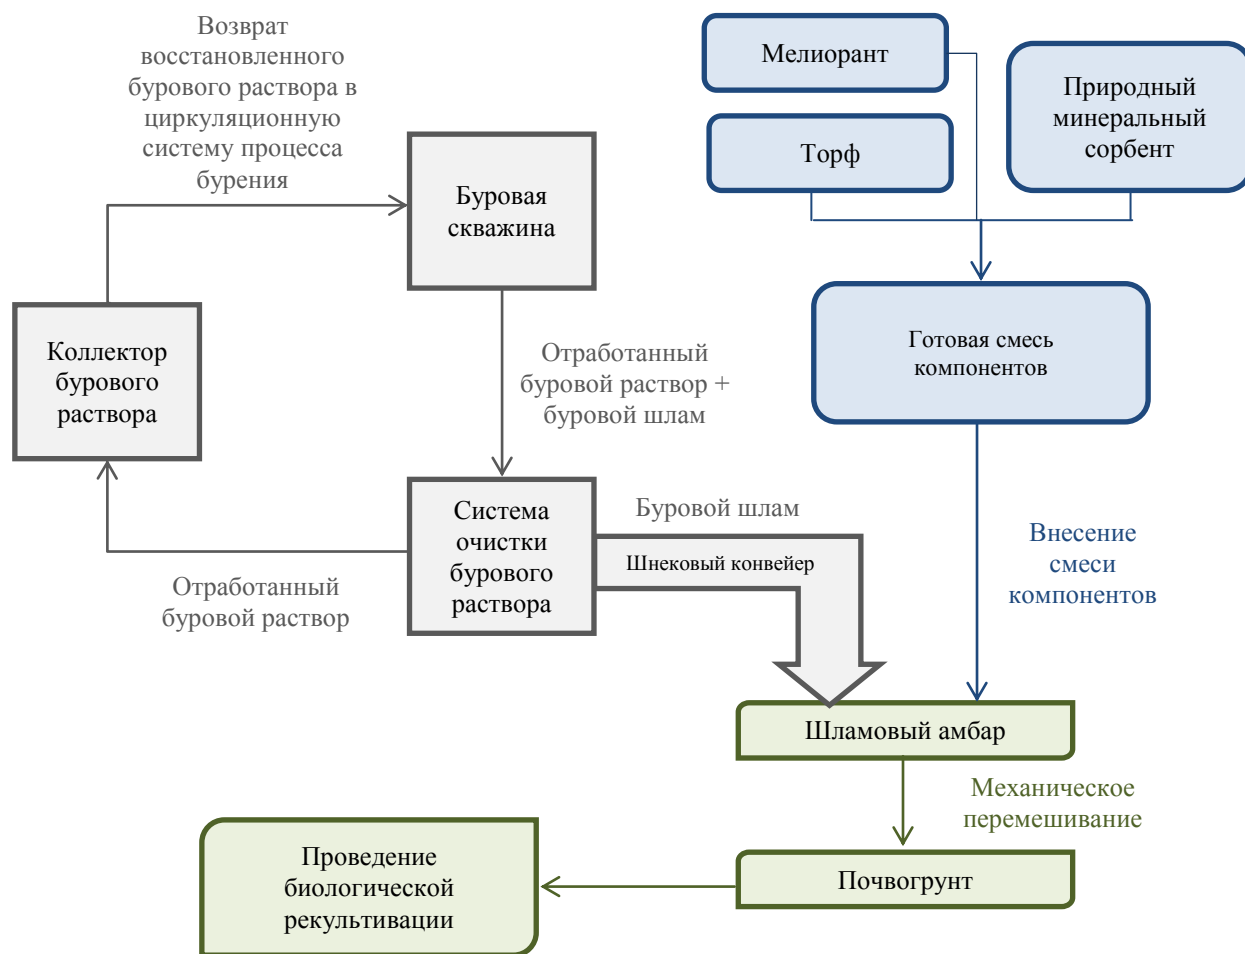 Возврат
восстановленного
бурового раствора в
циркуляционную
систему процесса
бурения
Мелиорант
Торф
Природный
минеральный
сорбент
Буровая
скважина
Коллектор
бурового
раствора
Отработанный
буровой раствор +
буровой шлам
Готовая смесь
компонентов
Система
очистки
бурового
раствора
Буровой шлам
Шнековый конвейер
Отработанный
буровой раствор
Внесение
смеси
компонентов
Шламовый амбар
Механическое
перемешивание
Почвогрунт
Проведение
биологической
рекультивации